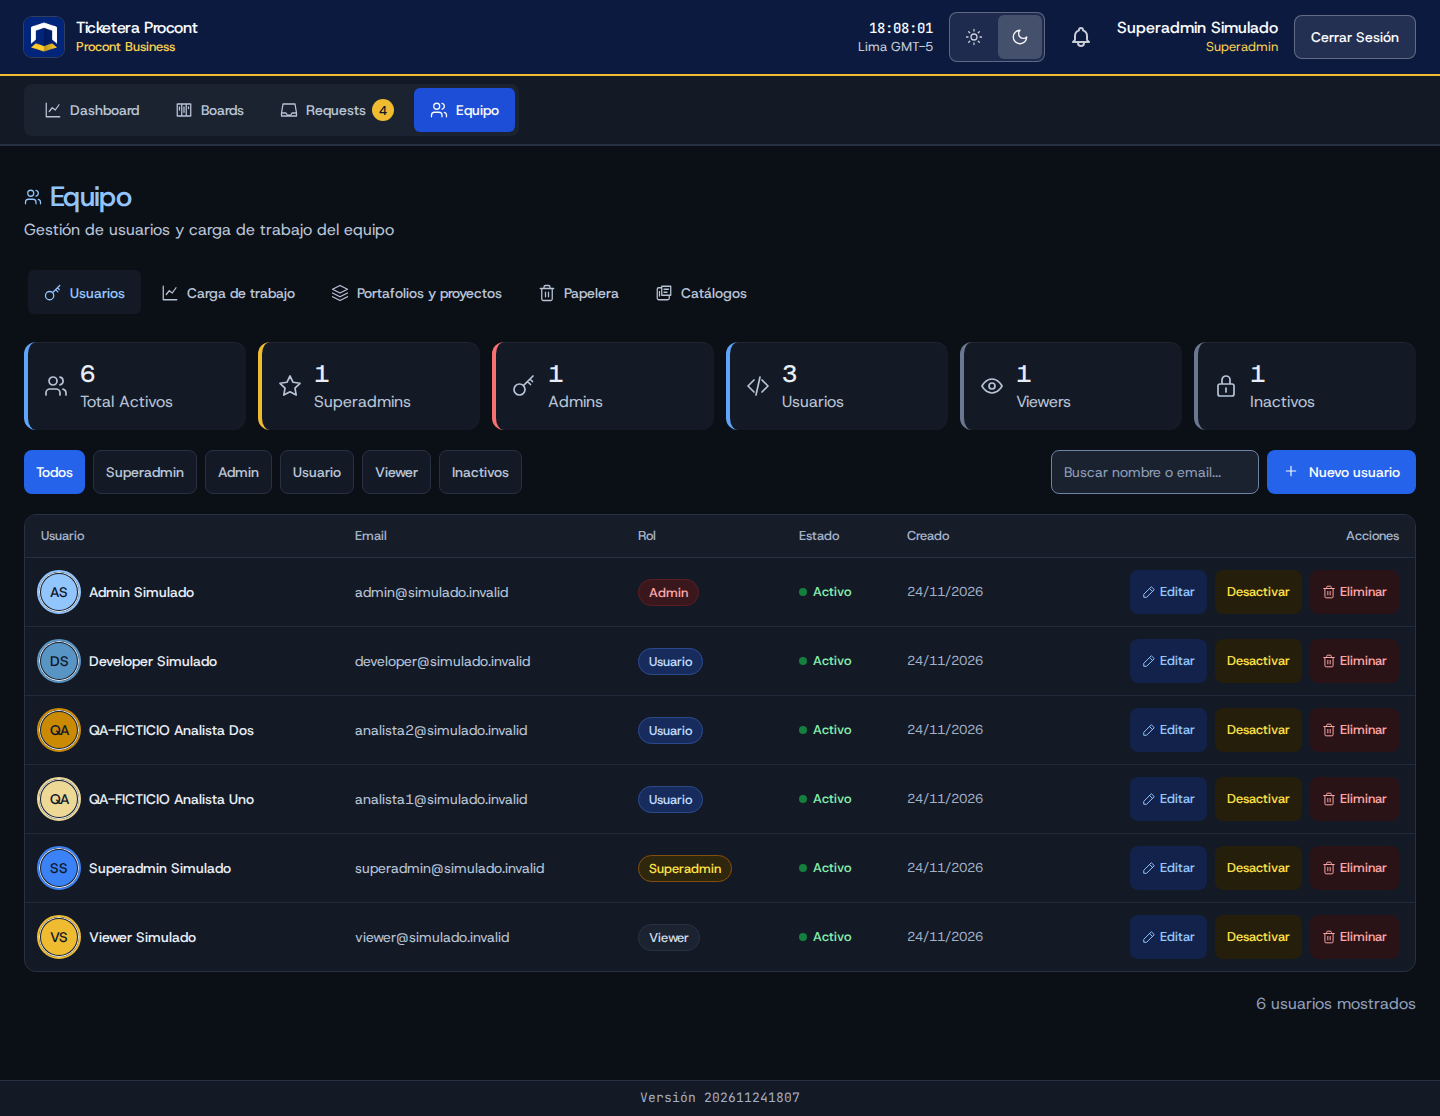 Ticketera Procont
Procont Business
18:08:01
Lima GMT-5
Superadmin Simulado
Superadmin
Cerrar Sesión
Dashboard
Boards
Requests 4
Equipo
Equipo
Gestión de usuarios y carga de trabajo del equipo
Usuarios
Carga de trabajo
Portafolios y proyectos
Papelera
Catálogos
6
Total Activos
1
Superadmins
1
Admins
3
Usuarios
1
Viewers
1
Inactivos
Todos
Superadmin
Admin
Usuario
Viewer
Inactivos
Buscar nombre o email...
Nuevo usuario
Usuario Email Rol Estado Creado Acciones
AS Admin Simulado admin@simulado.invalid Admin Activo 24/11/2026 Editar Desactivar Eliminar
DS Developer Simulado developer@simulado.invalid Usuario Activo 24/11/2026 Editar Desactivar Eliminar
QA QA-FICTICIO Analista Dos analista2@simulado.invalid Usuario Activo 24/11/2026 Editar Desactivar Eliminar
QA QA-FICTICIO Analista Uno analista1@simulado.invalid Usuario Activo 24/11/2026 Editar Desactivar Eliminar
SS Superadmin Simulado superadmin@simulado.invalid Superadmin Activo 24/11/2026 Editar Desactivar Eliminar
VS Viewer Simulado viewer@simulado.invalid Viewer Activo 24/11/2026 Editar Desactivar Eliminar
6 usuarios mostrados
Versión 202611241807